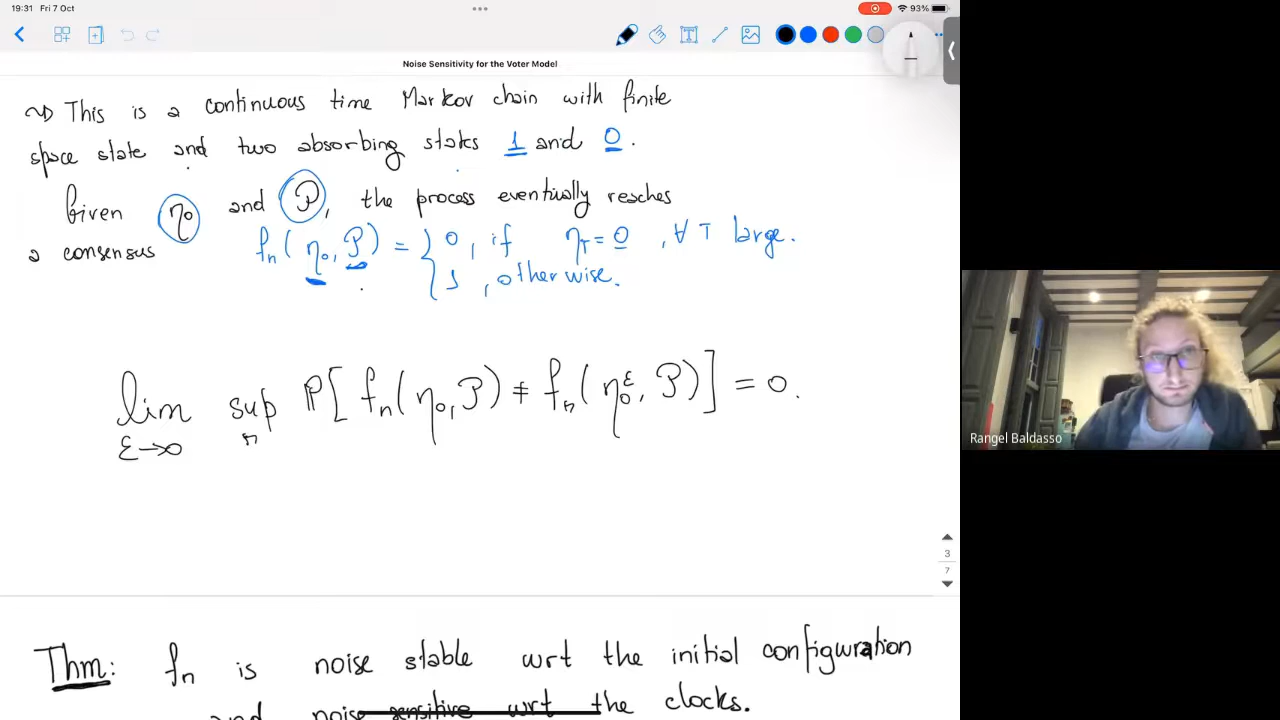 19:31 Fri 7 Oct
93%
Noise Sensitivity for the Voter Model
⇝ This is a continuous time Markov chain with finite
space state and two absorbing states 1 and 0.
Given η₀ and P, the process eventually reaches
a consensus fₙ(η₀, P) = { 0, if η_T = 0, ∀ T large.
1, otherwise.
lim sup P[fₙ(η₀, P) ≠ fₙ(η₀^ε, P)] = 0.
ε→0 n
3
7
Rangel Baldasso
Thm: fₙ is noise stable wrt the initial configuration
and noise sensitive wrt the clocks.